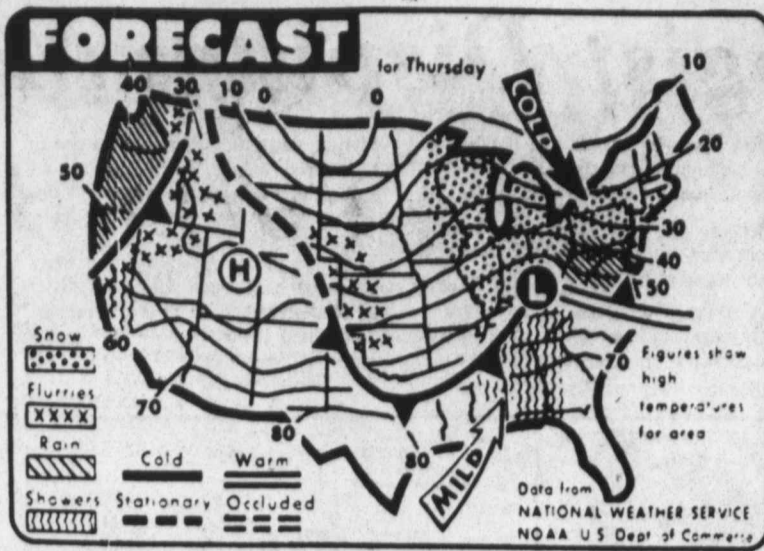 FORECAST
for Thursday
40 30 10 0 0 10
COLD
20
50
30
H
40
L
50
60
Snow
70
Figures show
high
temperatures
for area
Flurries
70
80
Rain
Cold Warm
80
MILD
Showers Stationary Occluded
Data from
NATIONAL WEATHER SERVICE
NOAA U S Dept of Commerce